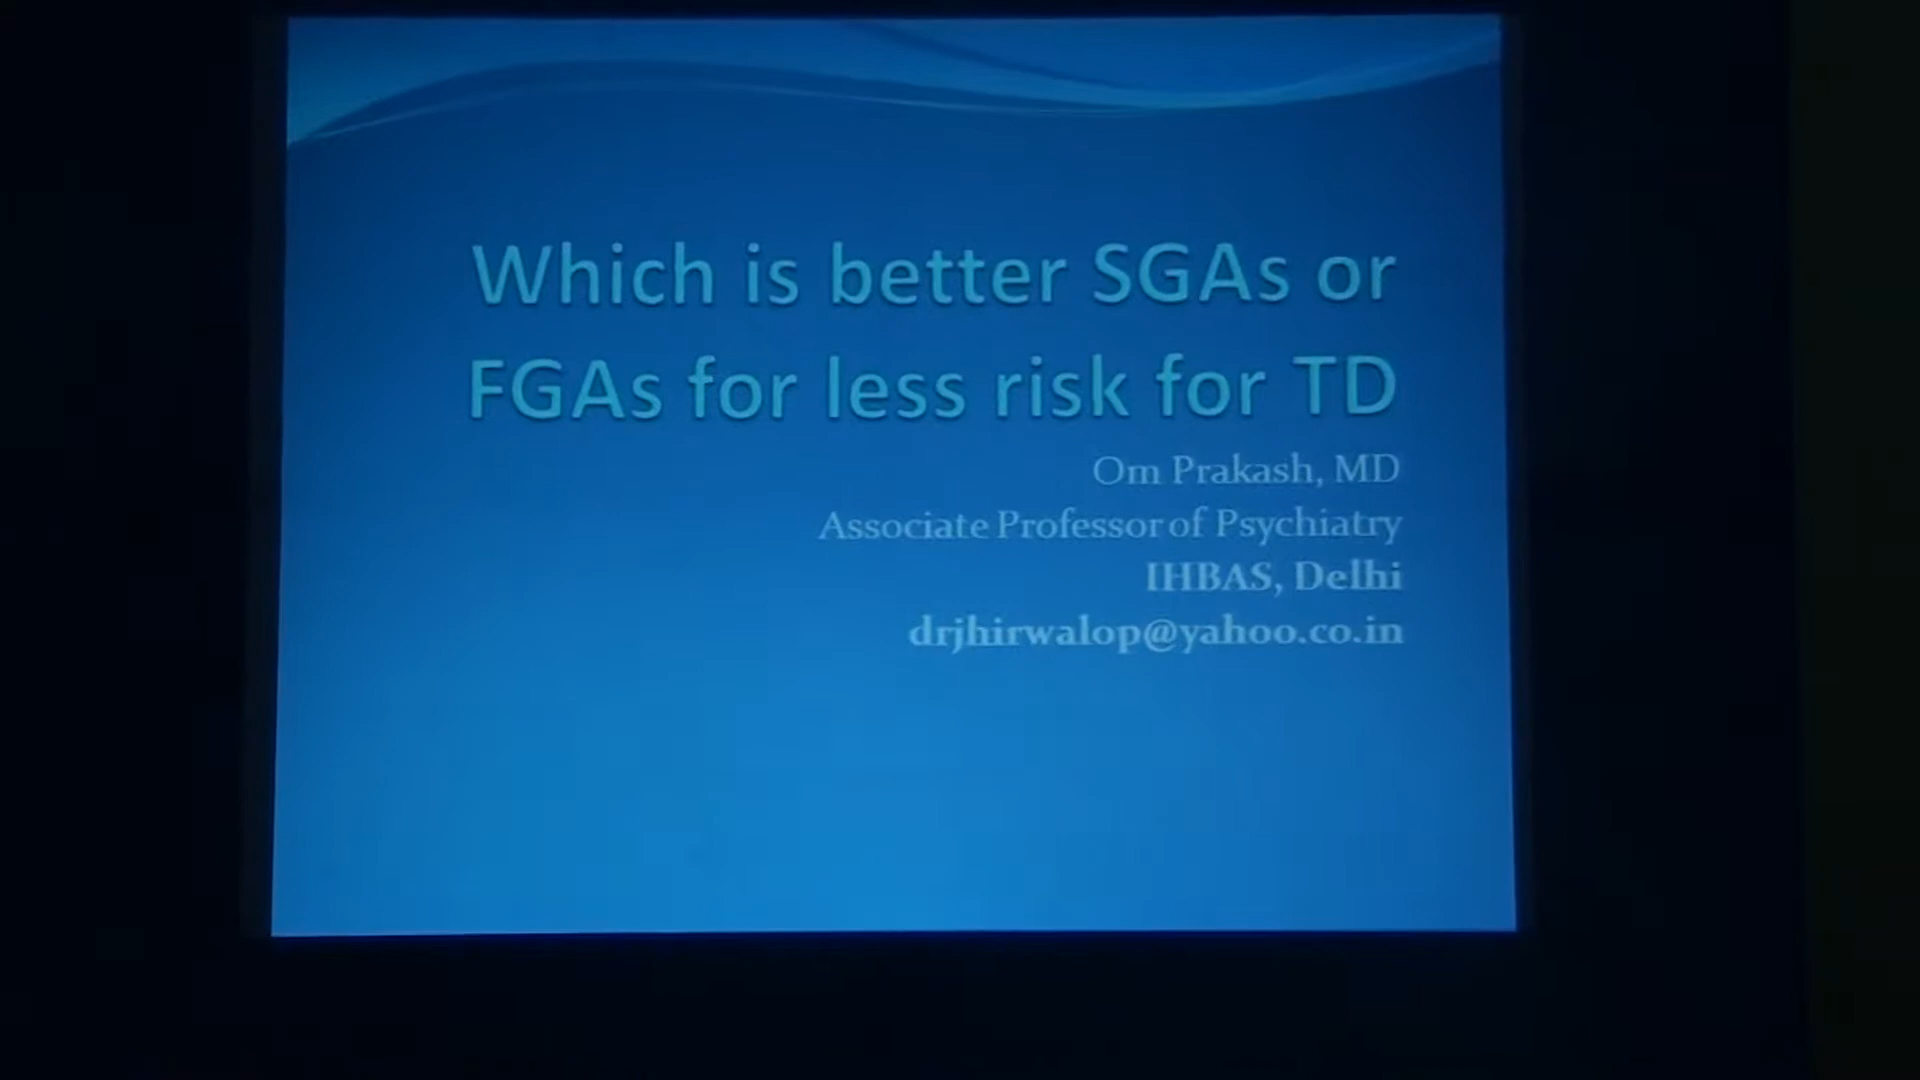 Which is better SGAs or
FGAs for less risk for TD
Om Prakash, MD
Associate Professor of Psychiatry
IHBAS, Delhi
drjhirwalop@yahoo.co.in